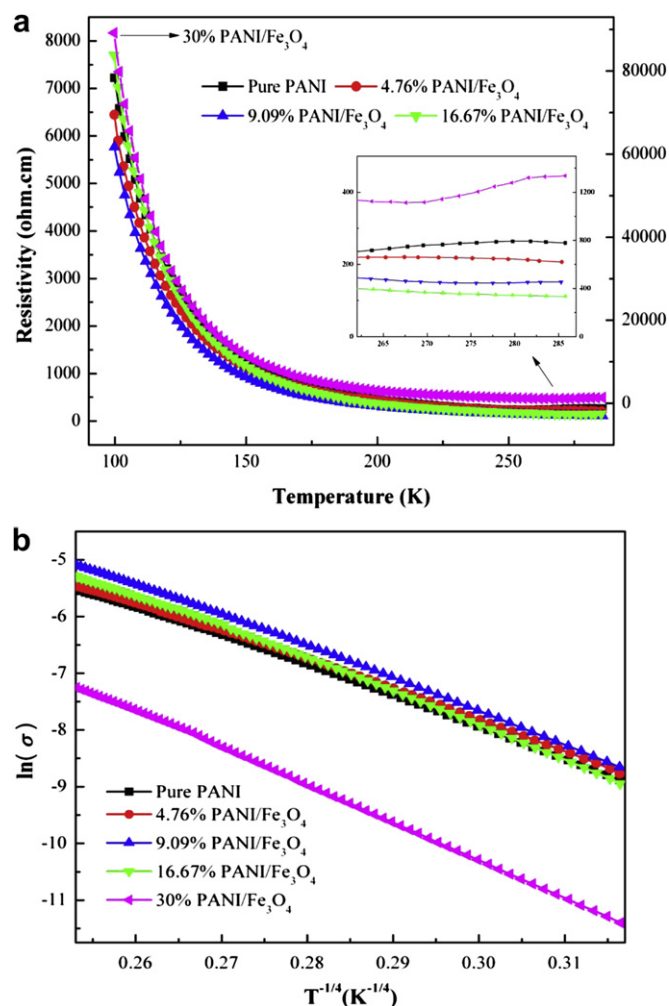 a
8000
7000
6000
5000
4000
3000
2000
1000
0
Resistivity (ohm.cm)
30% PANI/Fe₃O₄
Pure PANI
4.76% PANI/Fe₃O₄
9.09% PANI/Fe₃O₄
16.67% PANI/Fe₃O₄
400
200
0
1200
800
400
0
265 270 275 280 285
80000
60000
40000
20000
0
100 150 200 250
Temperature (K)
b
-5
-6
-7
-8
-9
-10
-11
ln( σ )
Pure PANI
4.76% PANI/Fe₃O₄
9.09% PANI/Fe₃O₄
16.67% PANI/Fe₃O₄
30% PANI/Fe₃O₄
0.26 0.27 0.28 0.29 0.30 0.31
T⁻¹/⁴(K⁻¹/⁴)